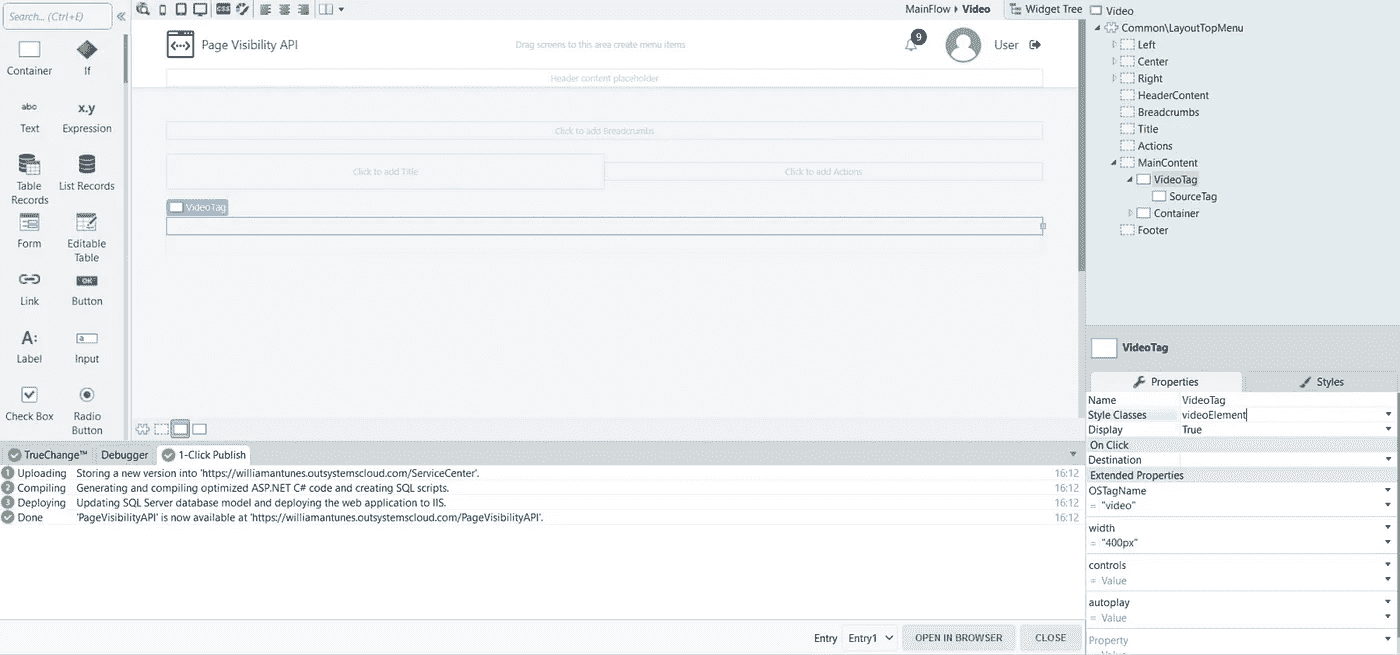 Search... (Ctrl+E)
Container
If
abc
Text
x.y
Expression
Table Records
List Records
Form
Editable Table
Link
OK
Button
A:
Label
a
Input
Check Box
Radio Button
CSS
MainFlow Video
Widget Tree
Page Visibility API
Drag screens to this area create menu items
9
User
Header content placeholder
Click to add Breadcrumbs
Click to add Title
Click to add Actions
VideoTag
TrueChange™
Debugger
1-Click Publish
1 Uploading Storing a new version into 'https://williamantunes.outsystemscloud.com/ServiceCenter'. 16:12
2 Compiling Generating and compiling optimized ASP.NET C# code and creating SQL scripts. 16:12
3 Deploying Updating SQL Server database model and deploying the web application to IIS. 16:12
Done 'PageVisibilityAPI' is now available at 'https://williamantunes.outsystemscloud.com/PageVisibilityAPI'. 16:12
Entry Entry1 OPEN IN BROWSER CLOSE
Video
Common\LayoutTopMenu
Left
Center
Right
HeaderContent
Breadcrumbs
Title
Actions
MainContent
VideoTag
SourceTag
Container
Footer
VideoTag
Properties Styles
Name VideoTag
Style Classes videoElement
Display True
On Click
Destination
Extended Properties
OSTagName
= "video"
width
= "400px"
controls
= Value
autoplay
= Value
Property